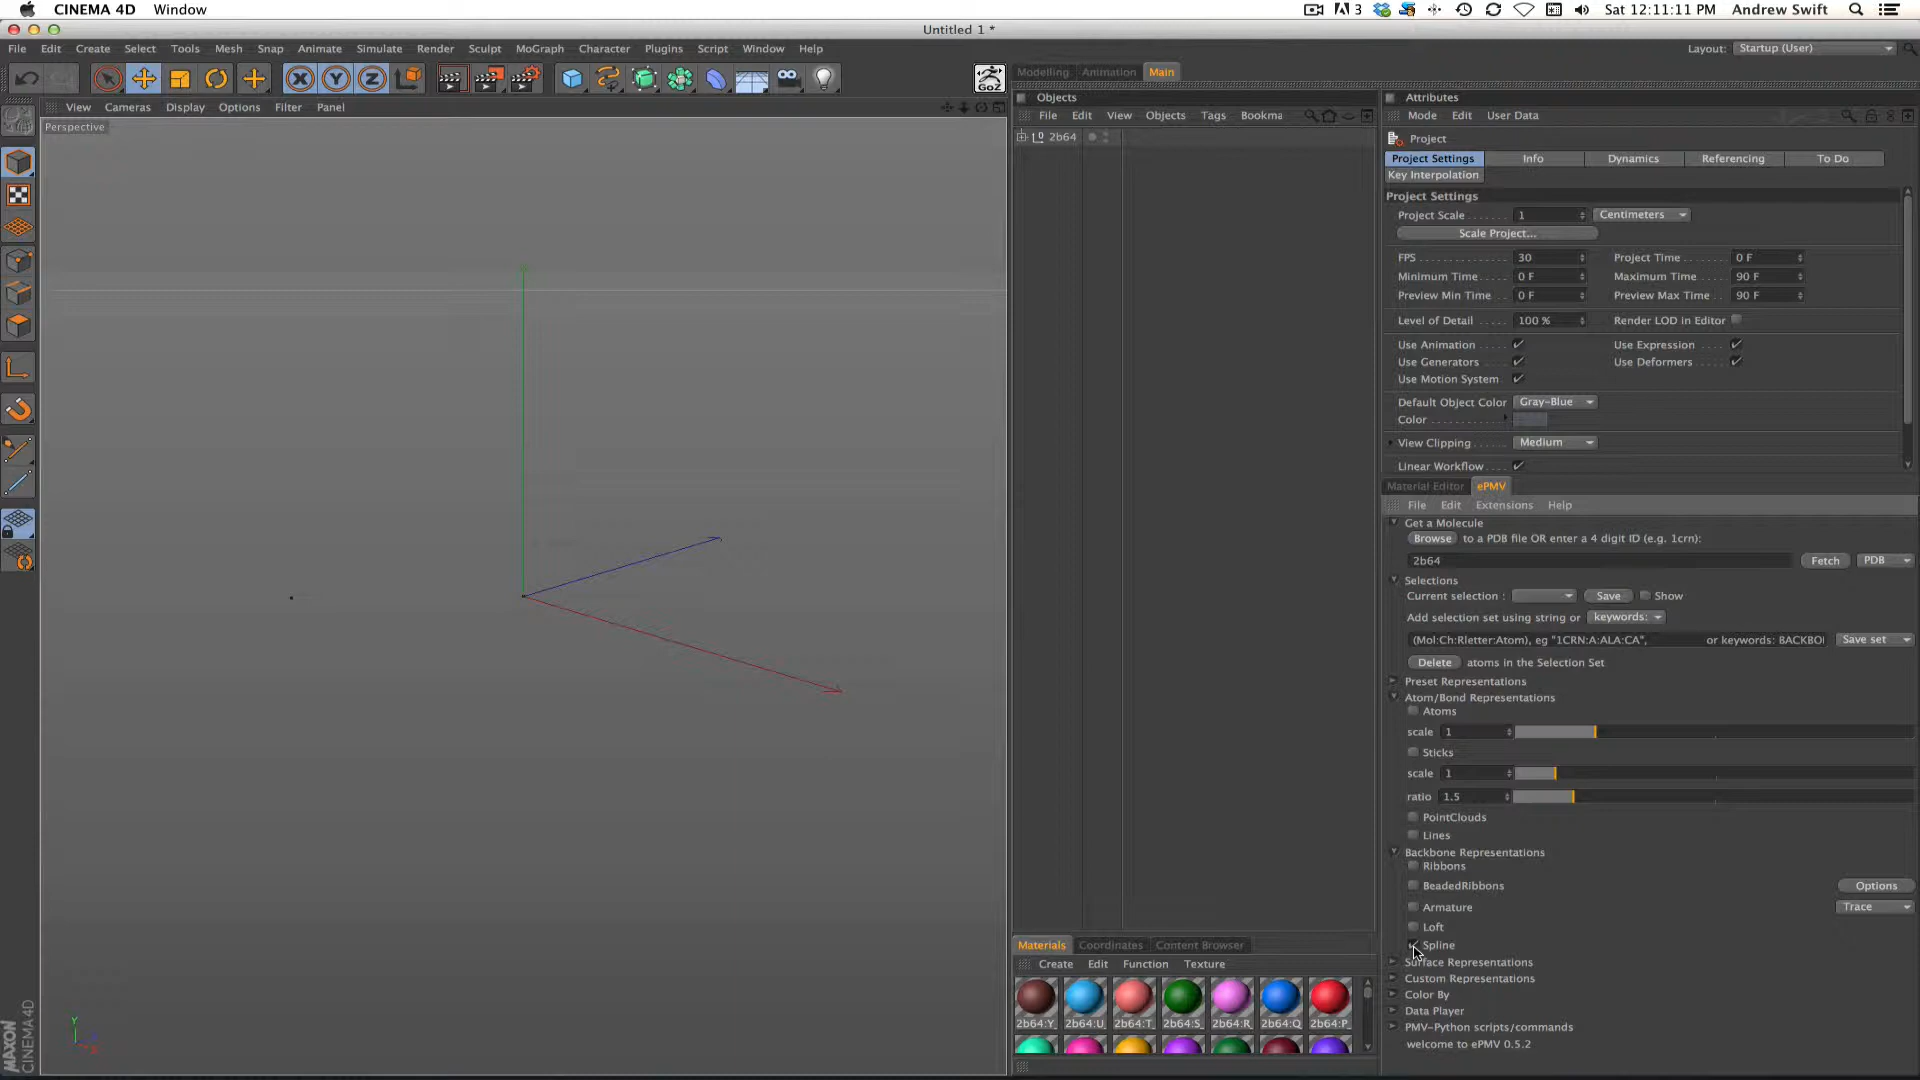 CINEMA 4D Window
3 Sat 12:11:11 PM Andrew Swift
Untitled 1 *
File Edit Create Select Tools Mesh Snap Animate Simulate Render Sculpt MoGraph Character Plugins Script Window Help
Layout: Startup (User)
X Y Z GoZ
Modelling Animation Main
View Cameras Display Options Filter Panel
Perspective
Objects
File Edit View Objects Tags Bookma
2b64
Attributes
Mode Edit User Data
Project
Project Settings Info Dynamics Referencing To Do
Key Interpolation
Project Settings
Project Scale 1 Centimeters
Scale Project...
FPS 30 Project Time 0 F
Minimum Time 0 F Maximum Time 90 F
Preview Min Time 0 F Preview Max Time 90 F
Level of Detail 100 % Render LOD in Editor
Use Animation Use Expression
Use Generators Use Deformers
Use Motion System
Default Object Color Gray-Blue
Color
View Clipping Medium
Linear Workflow
Material Editor ePMV
File Edit Extensions Help
Get a Molecule
Browse to a PDB file OR enter a 4 digit ID (e.g. 1crn):
2b64 Fetch PDB
Selections
Current selection : Save Show
Add selection set using string or keywords:
(Mol:Ch:Rletter:Atom), eg "1CRN:A:ALA:CA", or keywords: BACKBO Save set
Delete atoms in the Selection Set
Preset Representations
Atom/Bond Representations
Atoms
scale 1
Sticks
scale 1
ratio 1.5
PointClouds
Lines
Backbone Representations
Ribbons
BeadedRibbons Options
Armature Trace
Loft
Spline
Surface Representations
Custom Representations
Color By
Data Player
PMV-Python scripts/commands
welcome to ePMV 0.5.2
Materials Coordinates Content Browser
Create Edit Function Texture
2b64:Y_ 2b64:U_ 2b64:T_ 2b64:S_ 2b64:R_ 2b64:Q_ 2b64:P_
Y
MAXON
CINEMA 4D